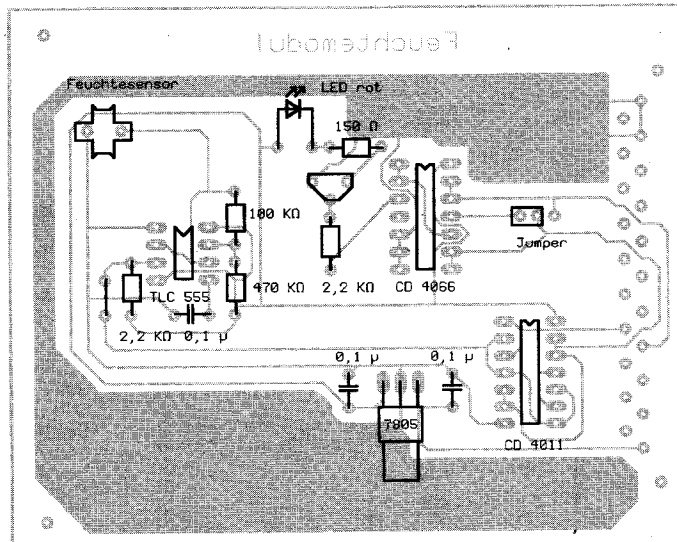 Feuchtemodul
Feuchtesensor
LED rot
150 Ω
180 KΩ
Jumper
TLC 555
470 KΩ
2,2 KΩ
CD 4066
2,2 KΩ
0,1 µ
0,1 µ
0,1 µ
7805
CD 4011